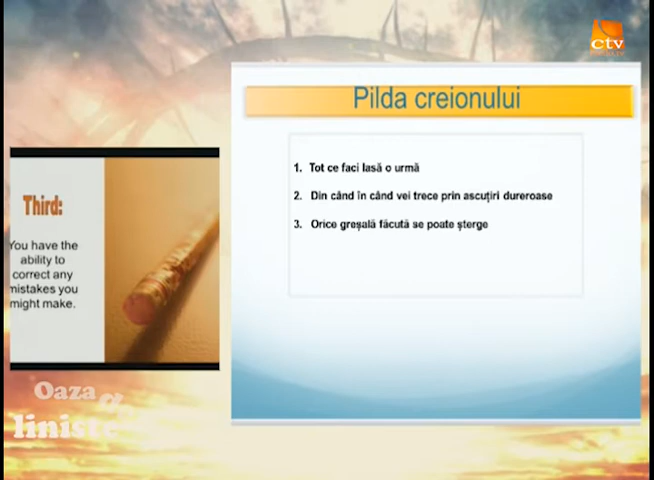 ctv
Pilda creionului
1. Tot ce faci lasă o urmă
2. Din când în când vei trece prin ascuțiri dureroase
3. Orice greșală făcută se poate șterge
Third:
You have the
ability to
correct any
mistakes you
might make.
Oaza de
liniste